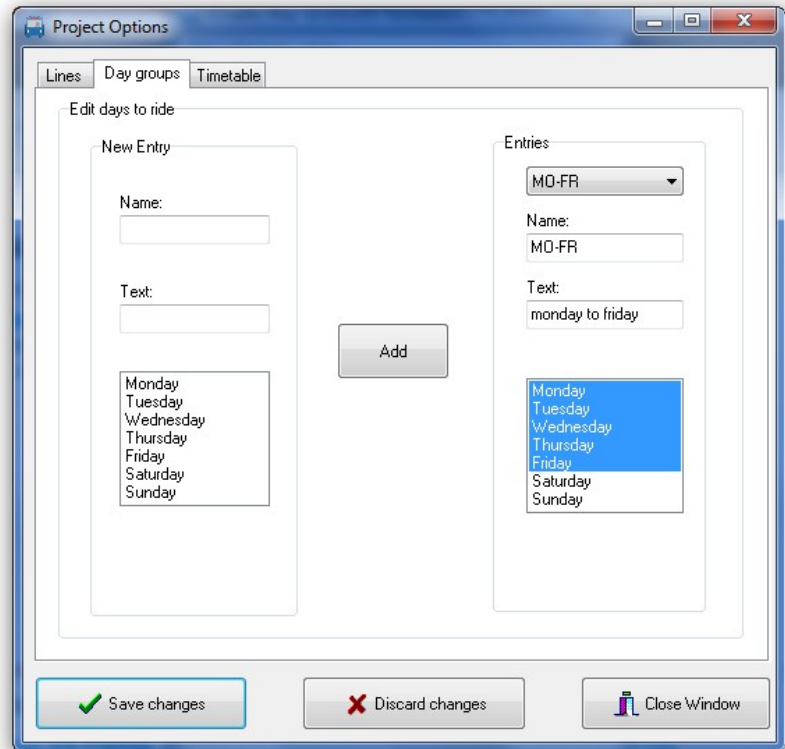 Project Options
Lines
Day groups
Timetable
Edit days to ride
New Entry
Name:
Text:
Monday
Tuesday
Wednesday
Thursday
Friday
Saturday
Sunday
Add
Entries
MO-FR
Name:
MO-FR
Text:
monday to friday
Monday
Tuesday
Wednesday
Thursday
Friday
Saturday
Sunday
Save changes
Discard changes
Close Window